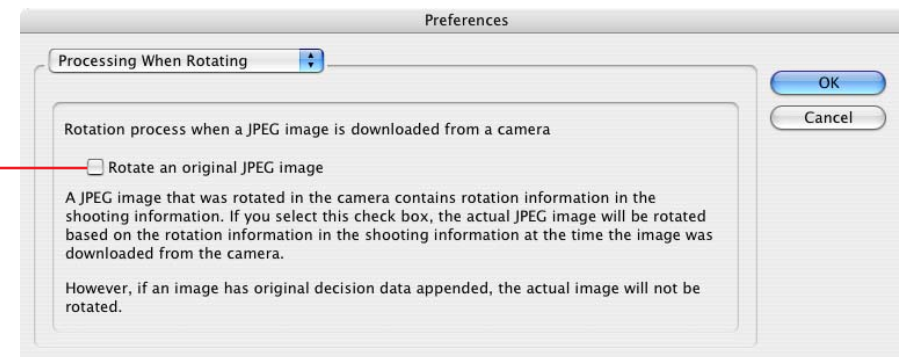 Preferences
Processing When Rotating
OK
Cancel
Rotation process when a JPEG image is downloaded from a camera
Rotate an original JPEG image
A JPEG image that was rotated in the camera contains rotation information in the
shooting information. If you select this check box, the actual JPEG image will be rotated
based on the rotation information in the shooting information at the time the image was
downloaded from the camera.
However, if an image has original decision data appended, the actual image will not be
rotated.